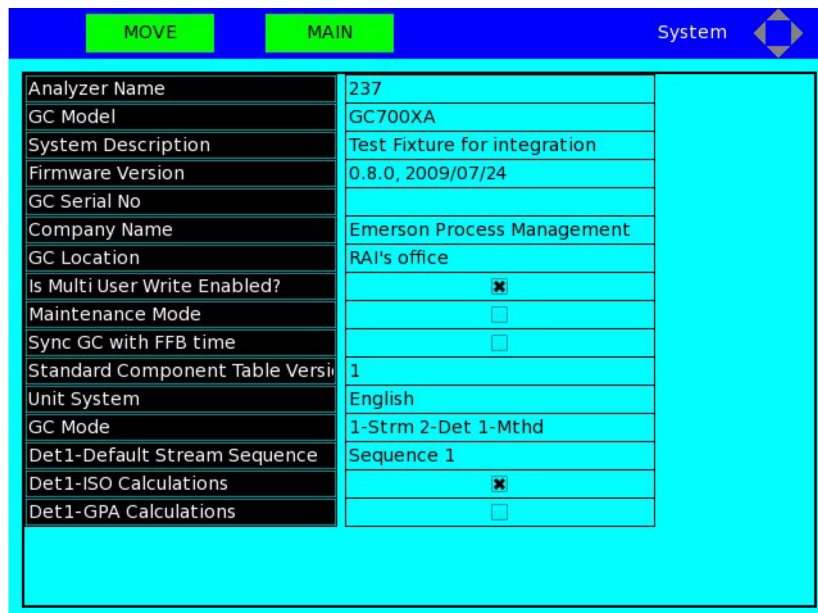 MOVE MAIN System
Analyzer Name 237
GC Model GC700XA
System Description Test Fixture for integration
Firmware Version 0.8.0, 2009/07/24
GC Serial No
Company Name Emerson Process Management
GC Location RAI's office
Is Multi User Write Enabled?
Maintenance Mode
Sync GC with FFB time
Standard Component Table Versi 1
Unit System English
GC Mode 1-Strm 2-Det 1-Mthd
Det1-Default Stream Sequence Sequence 1
Det1-ISO Calculations
Det1-GPA Calculations